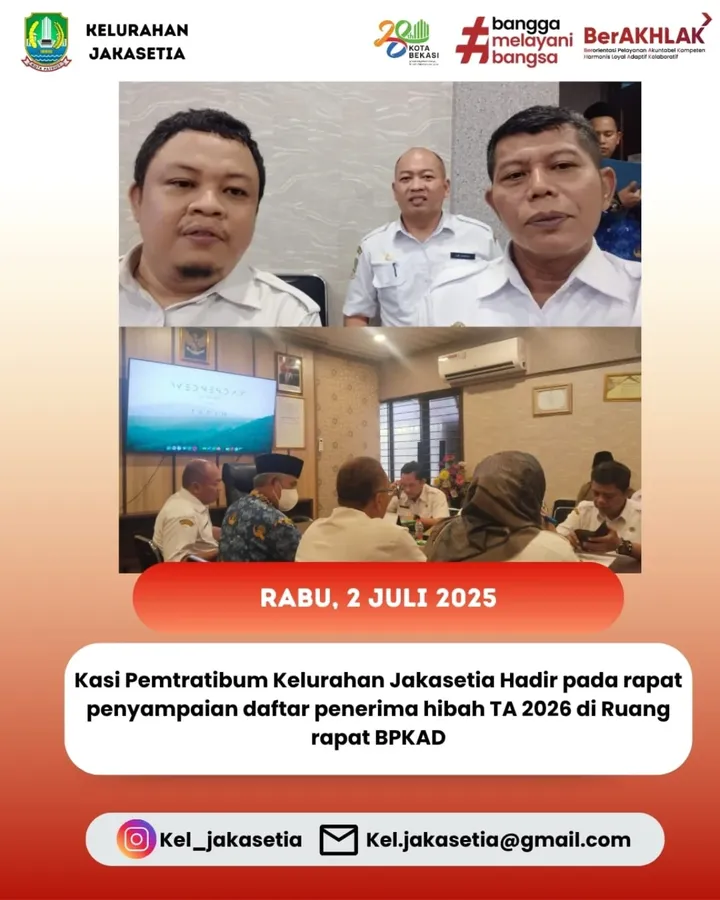 KELURAHAN
JAKASETIA
28
KOTA
BEKASI
#bangga
melayani
bangsa
BerAKHLAK
Berorientasi Pelayanan Akuntabel Kompeten
Harmonis Loyal Adaptif Kolaboratif
RABU, 2 JULI 2025
Kasi Pemtratibum Kelurahan Jakasetia Hadir pada rapat
penyampaian daftar penerima hibah TA 2026 di Ruang
rapat BPKAD
Kel_jakasetia
Kel.jakasetia@gmail.com